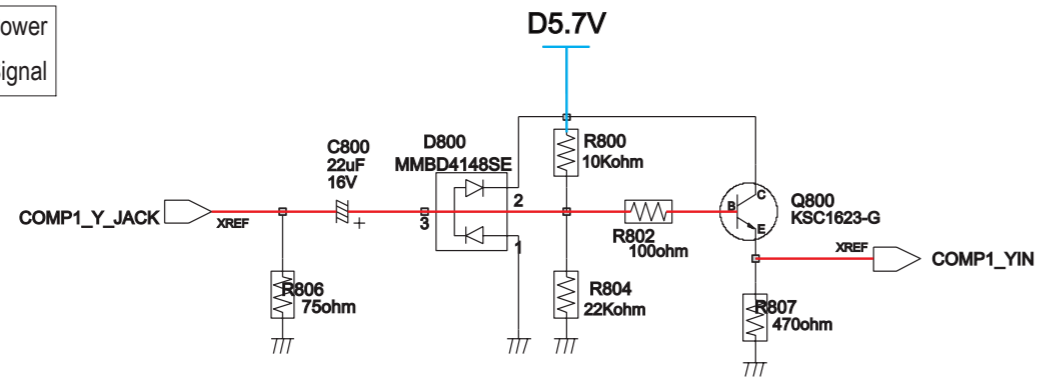 ower
ignal
D5.7V
C800
22uF
16V
D800
MMBD4148SE
R800
10Kohm
COMP1_Y_JACK
XREF
+
3
2
1
R802
100ohm
B
C
E
Q800
KSC1623-G
XREF
COMP1_YIN
R806
75ohm
R804
22Kohm
R807
470ohm